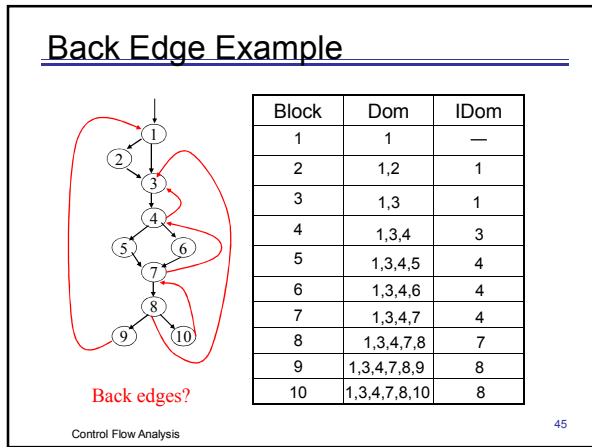 Back Edge Example
1
2
3
4
5
6
7
8
9
10
Back edges?
Block Dom IDom
1 1 —
2 1,2 1
3 1,3 1
4 1,3,4 3
5 1,3,4,5 4
6 1,3,4,6 4
7 1,3,4,7 4
8 1,3,4,7,8 7
9 1,3,4,7,8,9 8
10 1,3,4,7,8,10 8
Control Flow Analysis
45